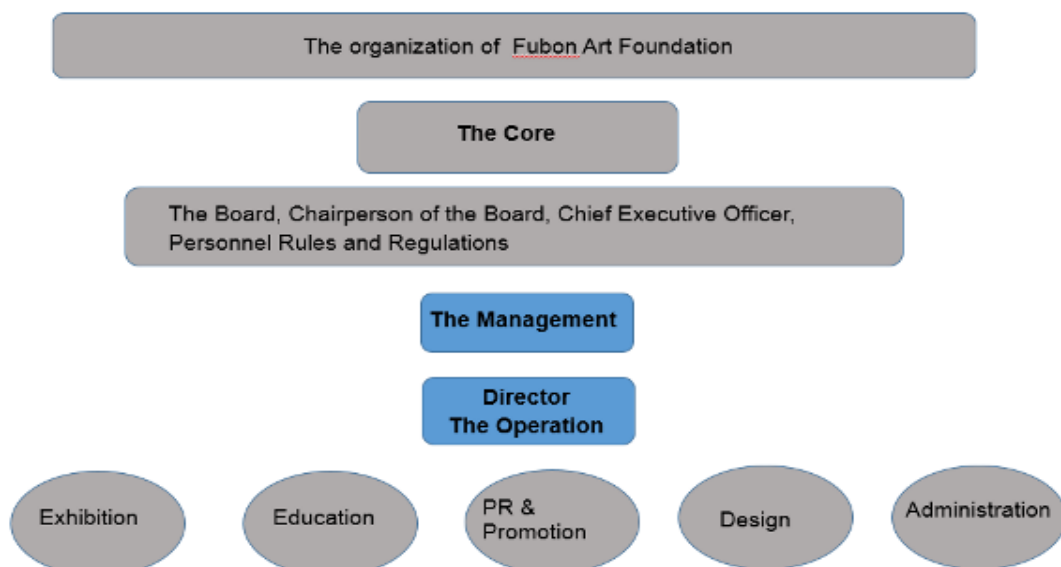 The organization of Fubon Art Foundation
The Core
The Board, Chairperson of the Board, Chief Executive Officer,
Personnel Rules and Regulations
The Management
Director
The Operation
Exhibition
Education
PR &
Promotion
Design
Administration